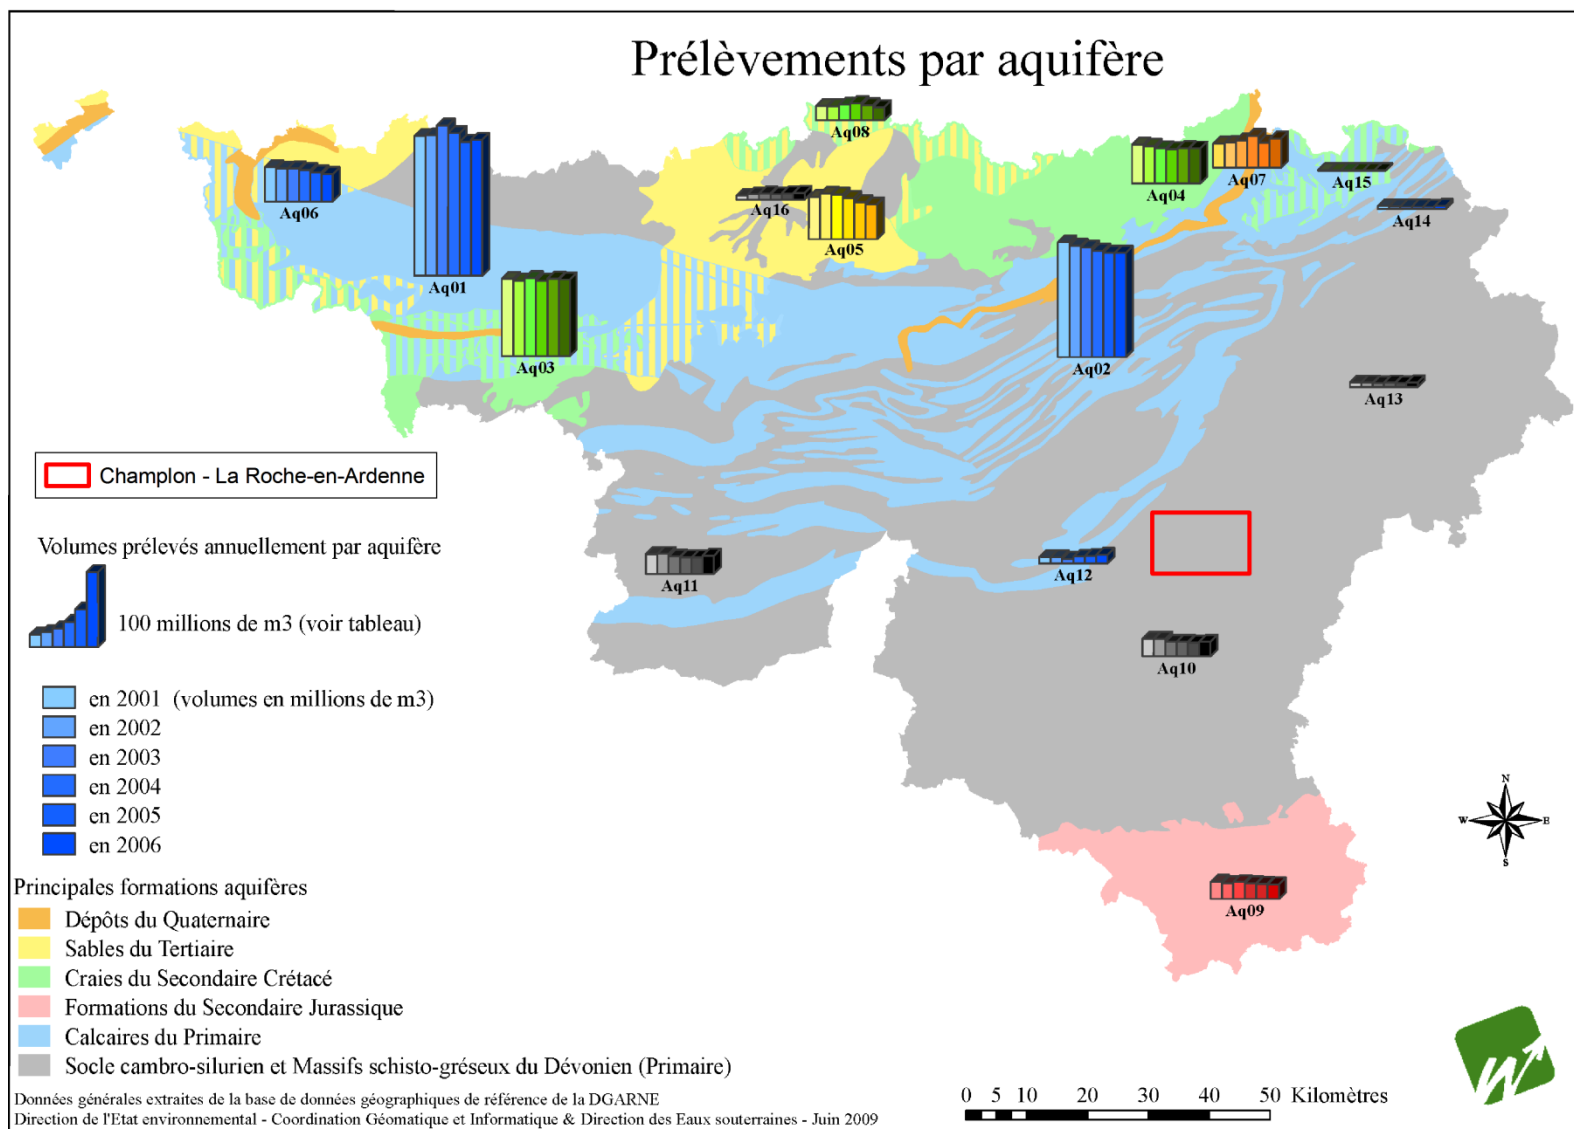 Prélèvements par aquifère
Aq08
Aq06
Aq16
Aq05
Aq04
Aq07
Aq15
Aq14
Aq01
Aq03
Aq02
Aq13
Champlon - La Roche-en-Ardenne
Volumes prélevés annuellement par aquifère
100 millions de m3 (voir tableau)
Aq11
Aq12
Aq10
en 2001 (volumes en millions de m3)
en 2002
en 2003
en 2004
en 2005
en 2006
N
W E
S
Principales formations aquifères
Dépôts du Quaternaire
Sables du Tertiaire
Craies du Secondaire Crétacé
Formations du Secondaire Jurassique
Calcaires du Primaire
Socle cambro-silurien et Massifs schisto-gréseux du Dévonien (Primaire)
Aq09
Données générales extraites de la base de données géographiques de référence de la DGARNE
Direction de l'Etat environnemental - Coordination Géomatique et Informatique & Direction des Eaux souterraines - Juin 2009
0 5 10 20 30 40 50 Kilomètres